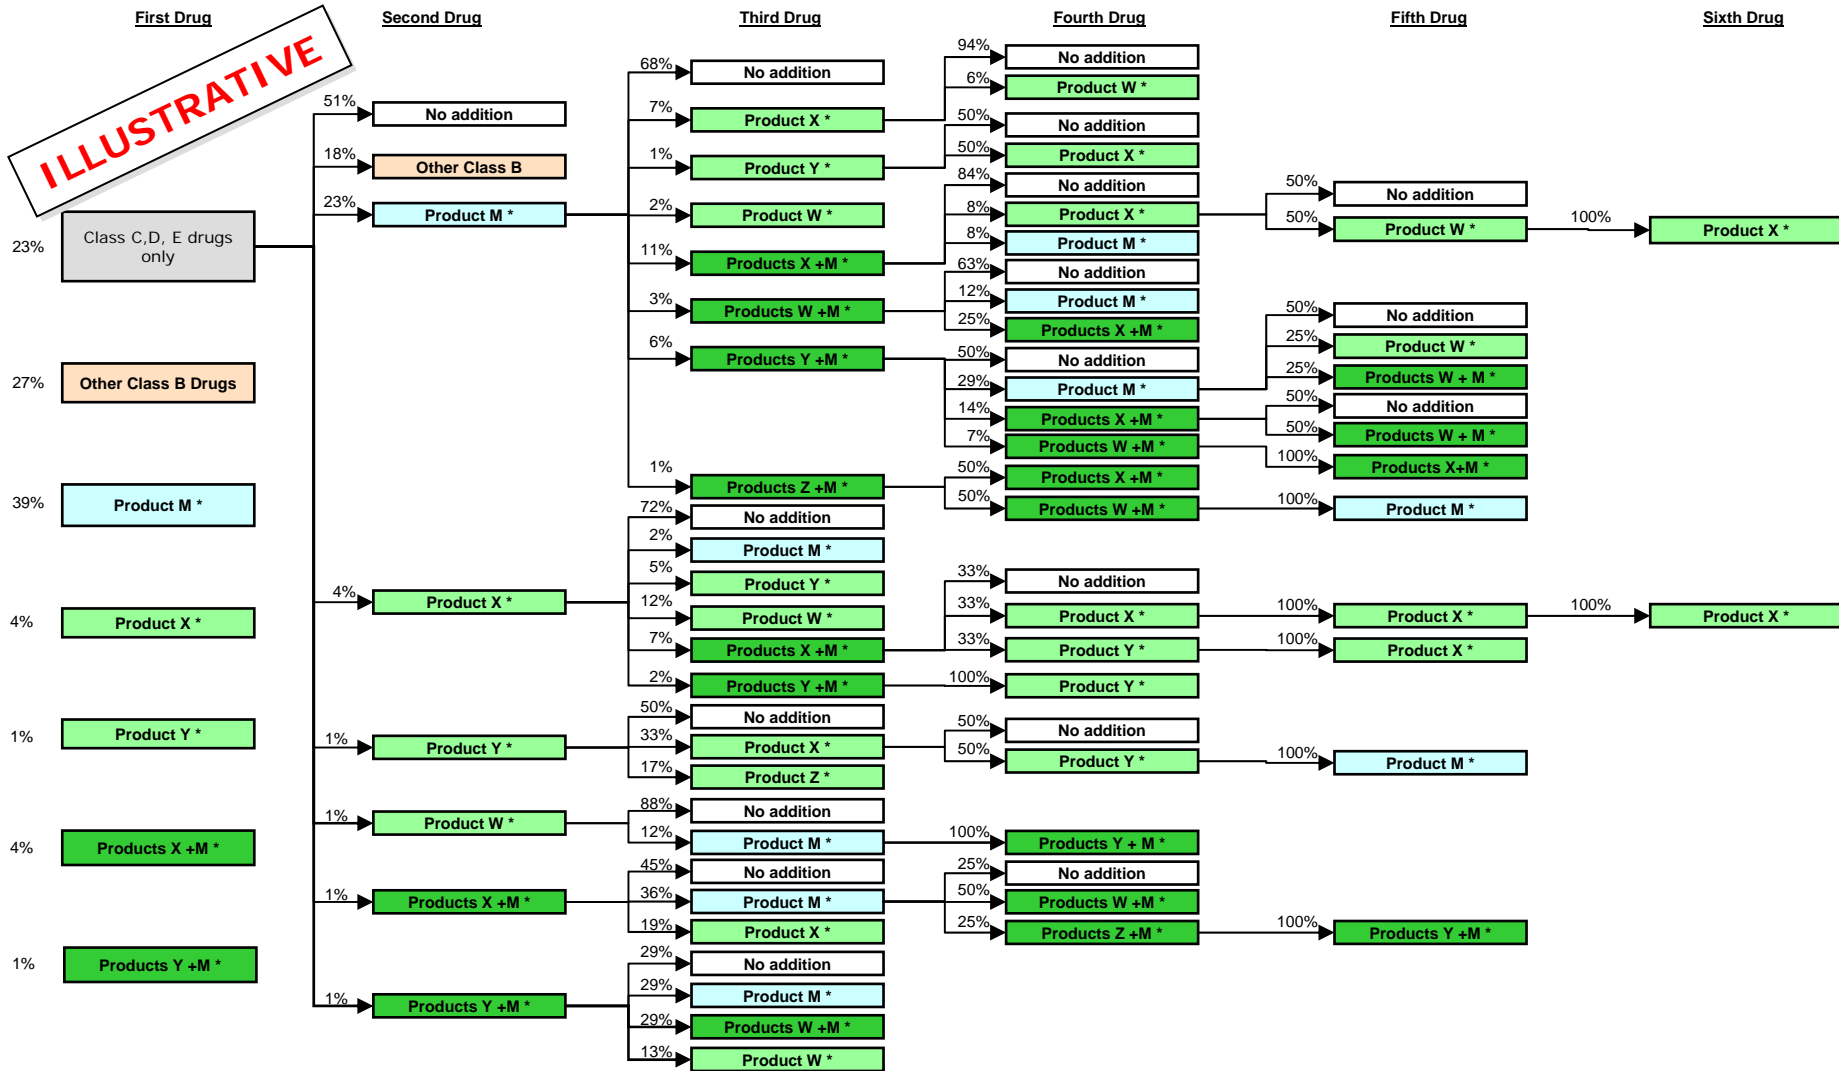 First Drug
Second Drug
Third Drug
Fourth Drug
Fifth Drug
Sixth Drug
ILLUSTRATIVE
23%
Class C,D, E drugs
only
27%
Other Class B Drugs
39%
Product M *
4%
Product X *
1%
Product Y *
4%
Products X +M *
1%
Products Y +M *
51%
No addition
18%
Other Class B
23%
Product M *
4%
Product X *
1%
Product Y *
1%
Product W *
1%
Products X +M *
1%
Products Y +M *
68%
No addition
7%
Product X *
1%
Product Y *
2%
Product W *
11%
Products X +M *
3%
Products W +M *
6%
Products Y +M *
1%
Products Z +M *
72%
No addition
2%
Product M *
5%
Product Y *
12%
Product W *
7%
Products X +M *
2%
Products Y +M *
50%
No addition
33%
Product X *
17%
Product Z *
88%
No addition
12%
Product M *
45%
No addition
36%
Product M *
19%
Product X *
29%
No addition
29%
Product M *
29%
Products W +M *
13%
Product W *
94%
No addition
6%
Product W *
50%
No addition
50%
Product X *
84%
No addition
8%
Product X *
8%
Product M *
63%
No addition
12%
Product M *
25%
Products X +M *
50%
No addition
29%
Product M *
14%
Products X +M *
7%
Products W +M *
50%
Products X +M *
50%
Products W +M *
33%
No addition
33%
Product X *
33%
Product Y *
100%
Product Y *
50%
No addition
50%
Product Y *
100%
Products Y + M *
25%
No addition
50%
Products W +M *
25%
Products Z +M *
50%
No addition
50%
Product W *
50%
No addition
25%
Product W *
25%
Products W + M *
50%
No addition
50%
Products W + M *
100%
Products X+M *
100%
Product M *
100%
Product X *
100%
Product X *
100%
Product M *
100%
Products Y +M *
100%
Product X *
100%
Product X *